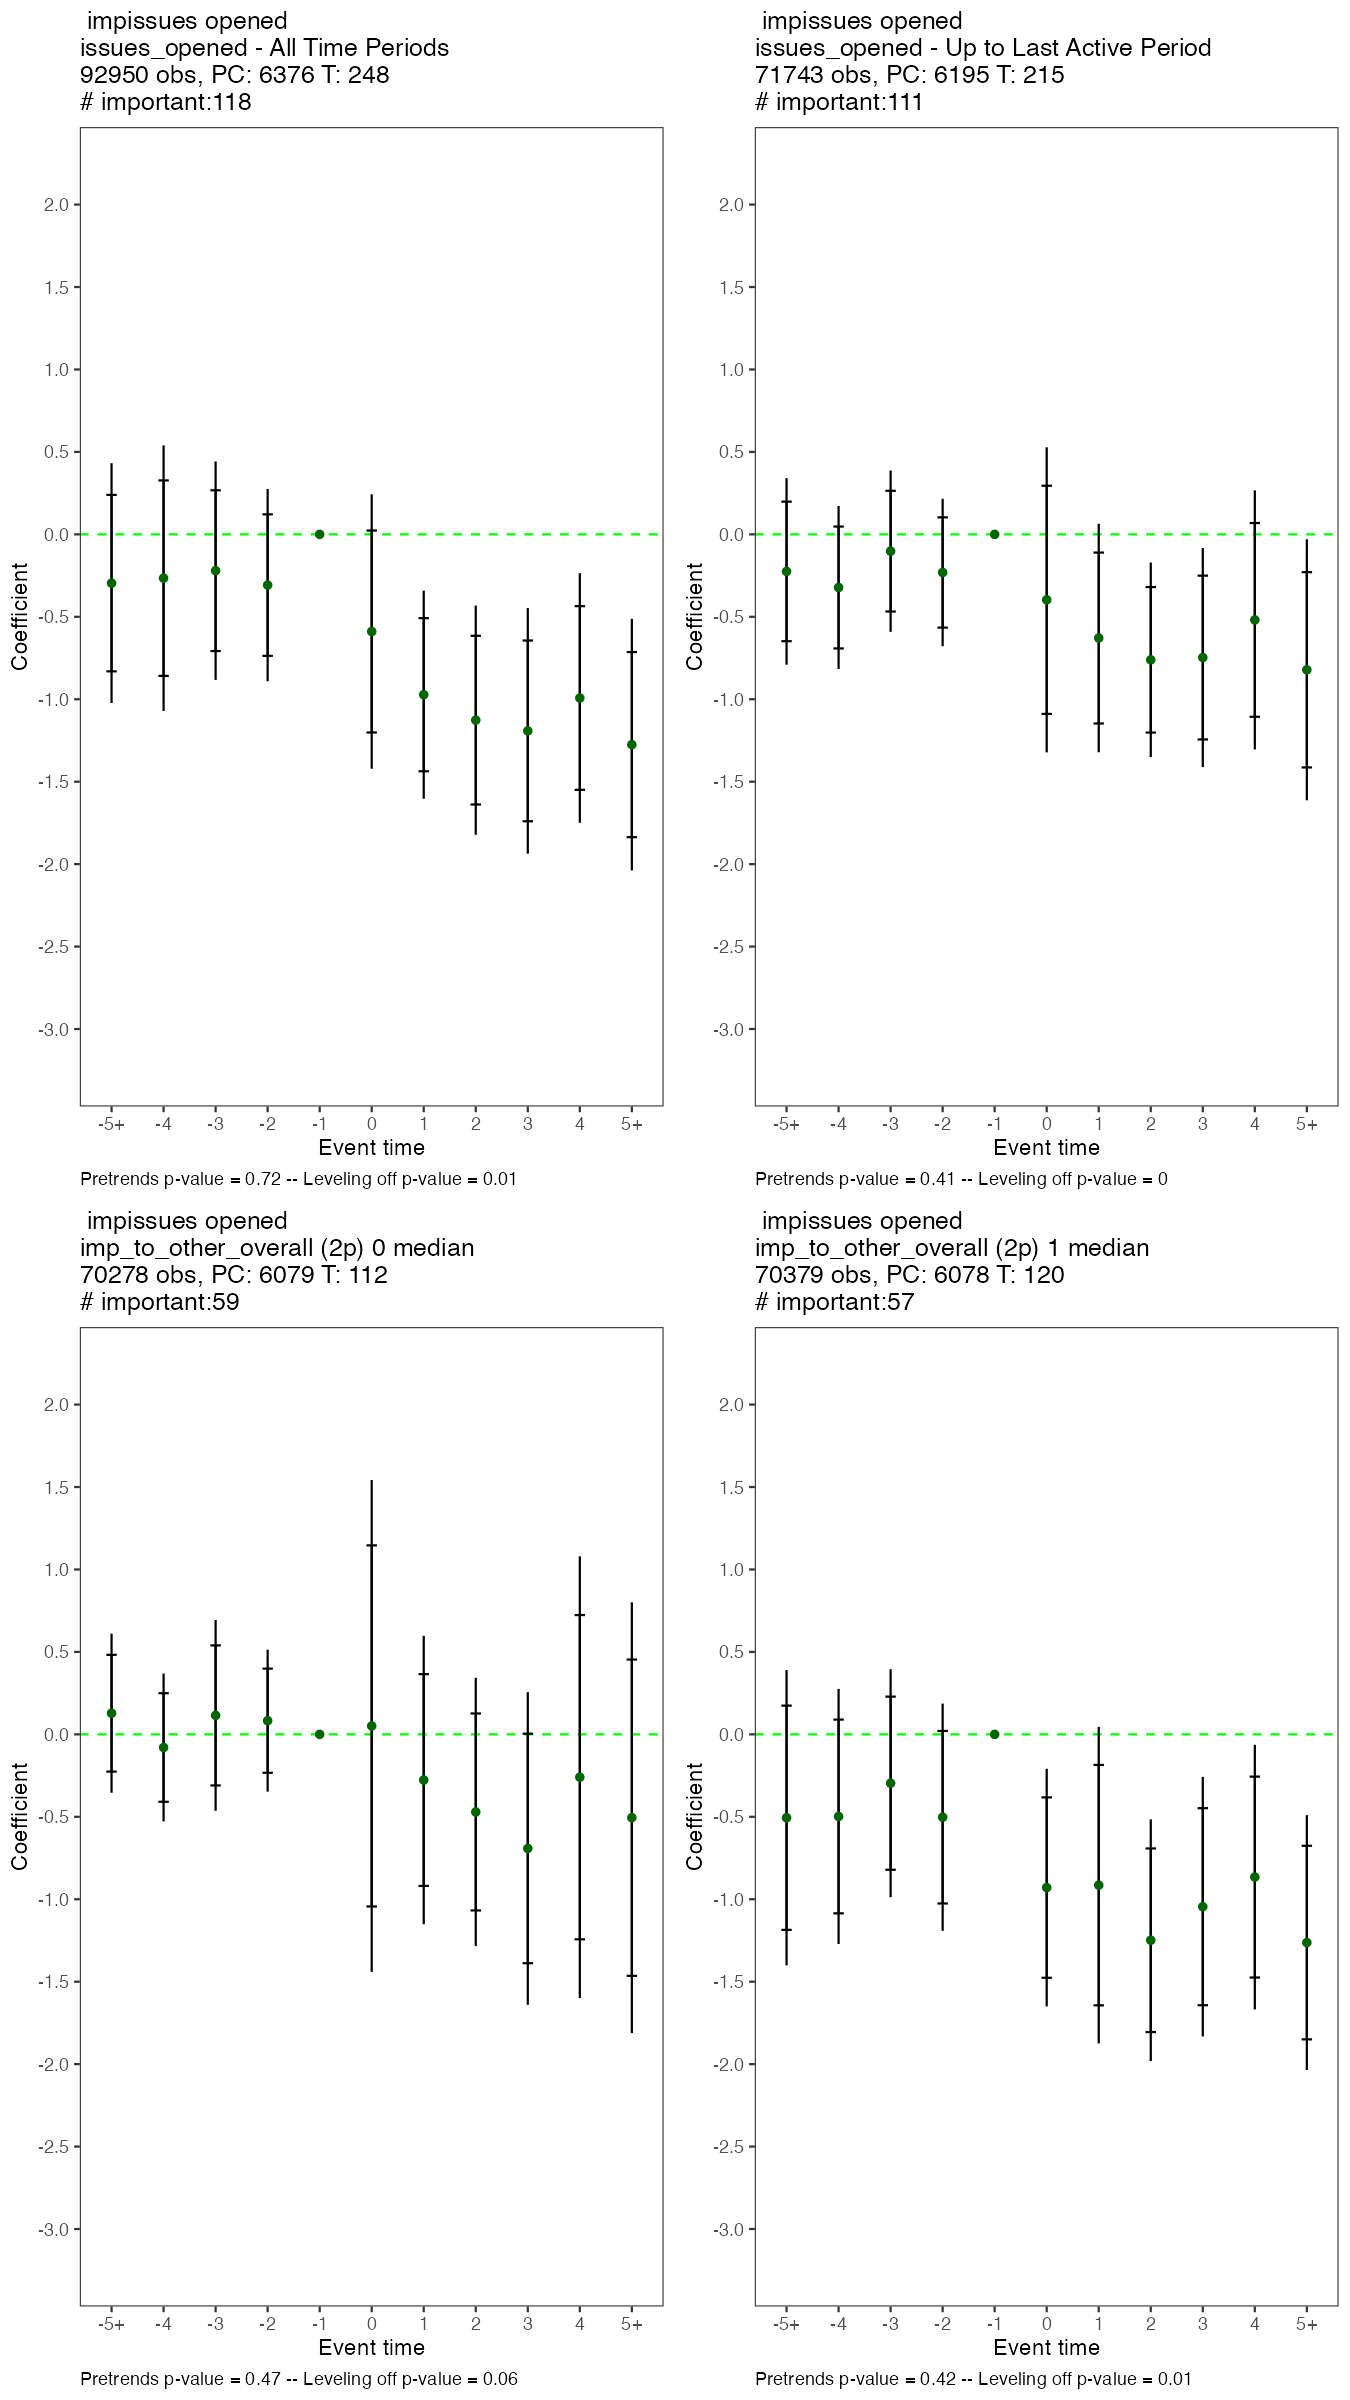 impissues opened
issues_opened - All Time Periods
92950 obs, PC: 6376 T: 248
# important:118
2.0
1.5
1.0
0.5
0.0
-0.5
-1.0
-1.5
-2.0
-2.5
-3.0
Coefficient
-5+ -4 -3 -2 -1 0 1 2 3 4 5+
Event time
Pretrends p-value = 0.72 -- Leveling off p-value = 0.01
impissues opened
issues_opened - Up to Last Active Period
71743 obs, PC: 6195 T: 215
# important:111
2.0
1.5
1.0
0.5
0.0
-0.5
-1.0
-1.5
-2.0
-2.5
-3.0
Coefficient
-5+ -4 -3 -2 -1 0 1 2 3 4 5+
Event time
Pretrends p-value = 0.41 -- Leveling off p-value = 0
impissues opened
imp_to_other_overall (2p) 0 median
70278 obs, PC: 6079 T: 112
# important:59
2.0
1.5
1.0
0.5
0.0
-0.5
-1.0
-1.5
-2.0
-2.5
-3.0
Coefficient
-5+ -4 -3 -2 -1 0 1 2 3 4 5+
Event time
Pretrends p-value = 0.47 -- Leveling off p-value = 0.06
impissues opened
imp_to_other_overall (2p) 1 median
70379 obs, PC: 6078 T: 120
# important:57
2.0
1.5
1.0
0.5
0.0
-0.5
-1.0
-1.5
-2.0
-2.5
-3.0
Coefficient
-5+ -4 -3 -2 -1 0 1 2 3 4 5+
Event time
Pretrends p-value = 0.42 -- Leveling off p-value = 0.01